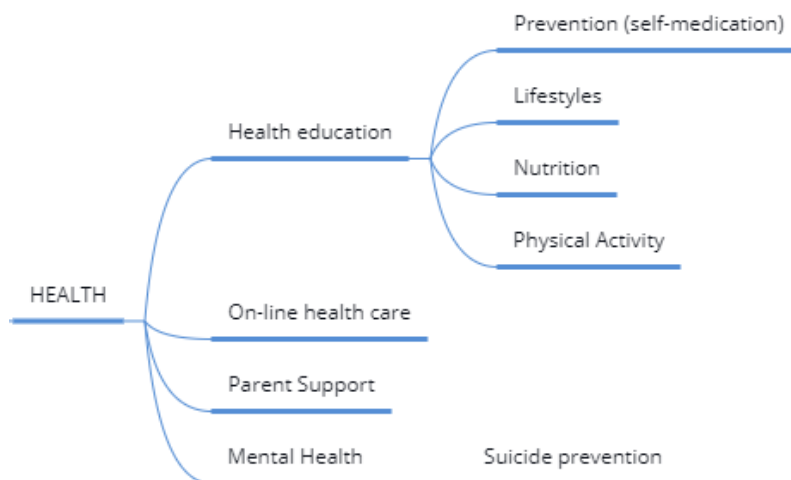 Prevention (self-medication)
Lifestyles
Health education
Nutrition
Physical Activity
HEALTH
On-line health care
Parent Support
Mental Health
Suicide prevention